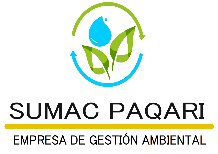 SUMAC PAQARI
EMPRESA DE GESTIÓN AMBIENTAL